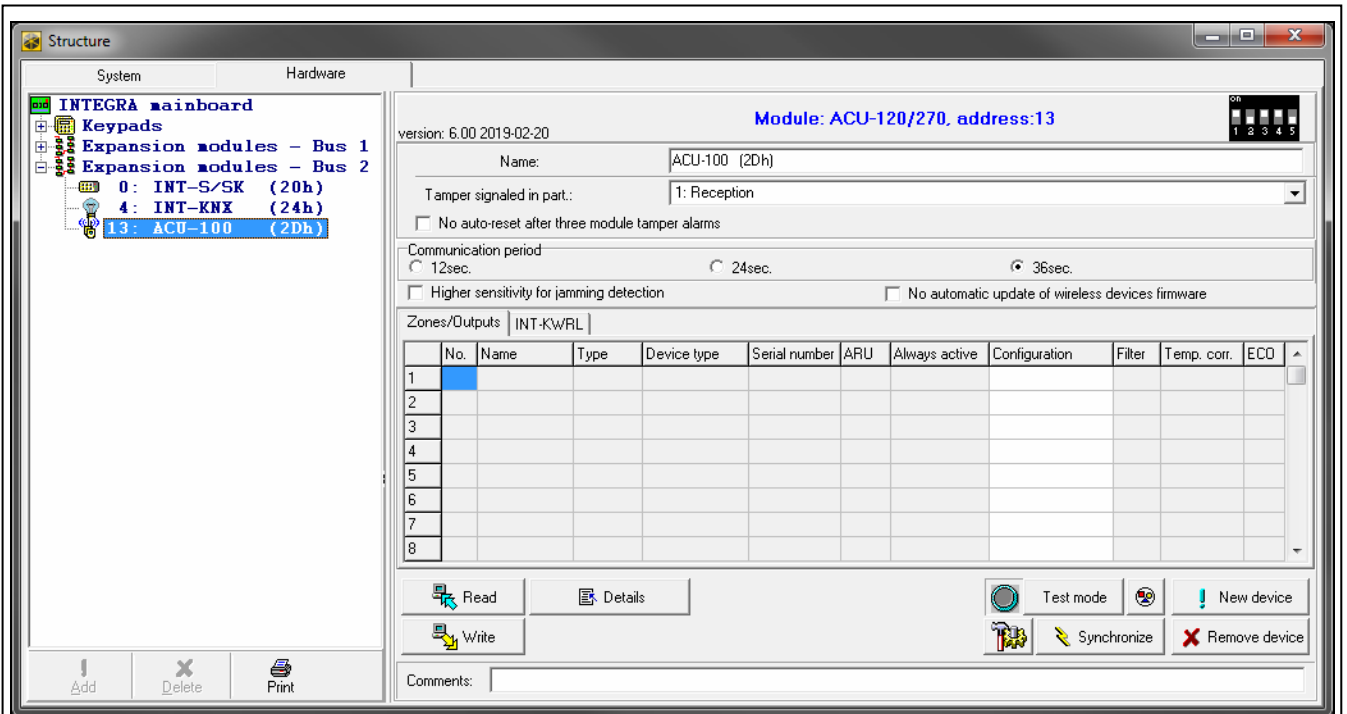 Structure
System Hardware
INTEGRA mainboard
Keypads
Expansion modules - Bus 1
Expansion modules - Bus 2
0: INT-S/SK (20h)
4: INT-KNX (24h)
13: ACU-100 (2Dh)
Add Delete Print
version: 6.00 2019-02-20
Module: ACU-120/270, address:13
on
1 2 3 4 5
Name: ACU-100 (2Dh)
Tamper signaled in part.: 1: Reception
No auto-reset after three module tamper alarms
Communication period
12sec. 24sec. 36sec.
Higher sensitivity for jamming detection No automatic update of wireless devices firmware
Zones/Outputs INT-KWRL
No. Name Type Device type Serial number ARU Always active Configuration Filter Temp. corr. ECO
1
2
3
4
5
6
7
8
Read Details Test mode New device
Write Synchronize Remove device
Comments: